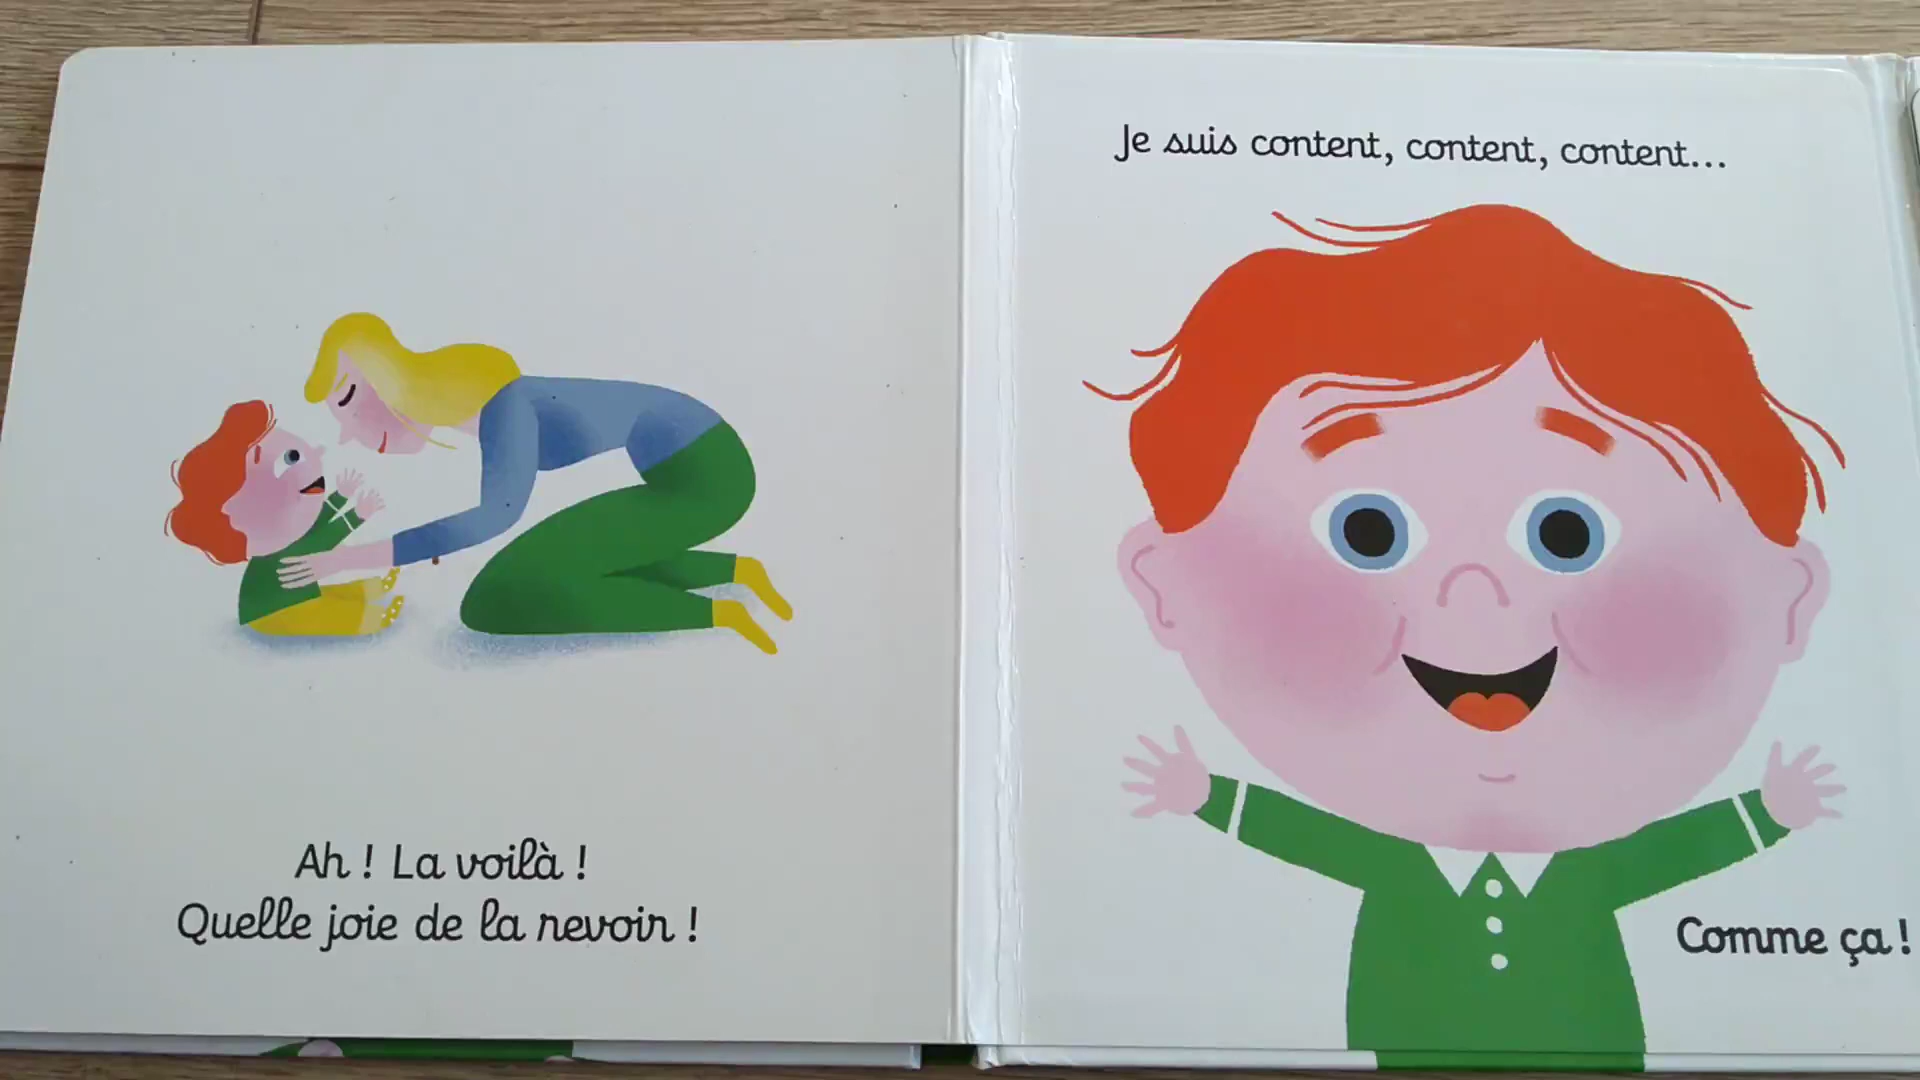 Ah ! La voilà !
Quelle joie de la revoir !
Je suis content, content, content...
Comme ça !